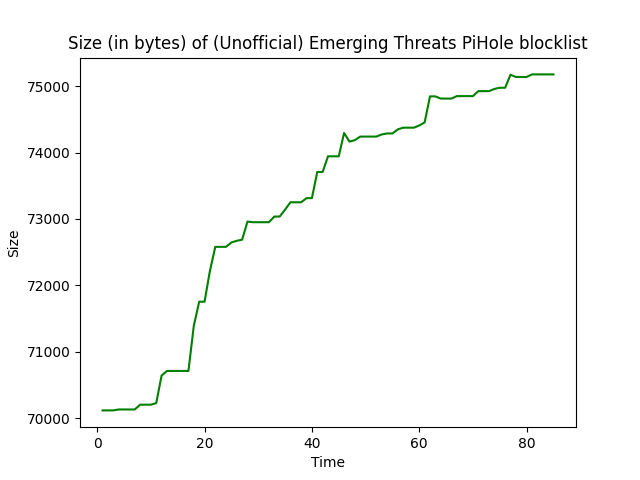 Size (in bytes) of (Unofficial) Emerging Threats PiHole blocklist
75000
74000
73000
72000
71000
70000
Size
0 20 40 60 80
Time